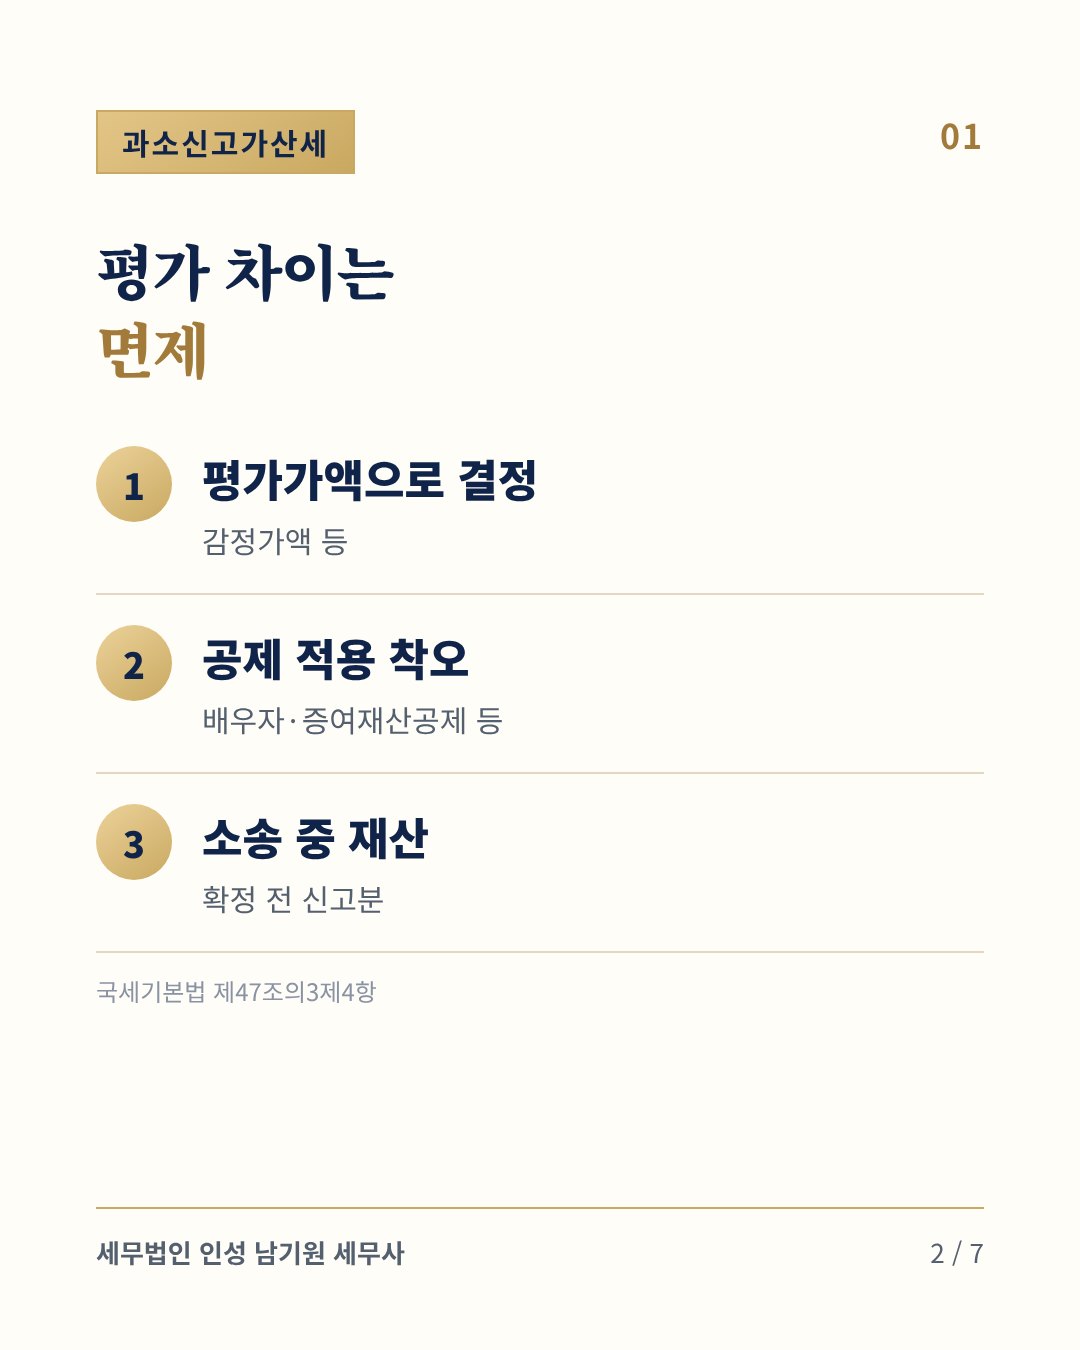 과소신고가산세
01
평가 차이는
면제
1
평가가액으로 결정
감정가액 등
2
공제 적용 착오
배우자·증여재산공제 등
3
소송 중 재산
확정 전 신고분
국세기본법 제47조의3제4항
세무법인 인성 남기원 세무사
2 / 7